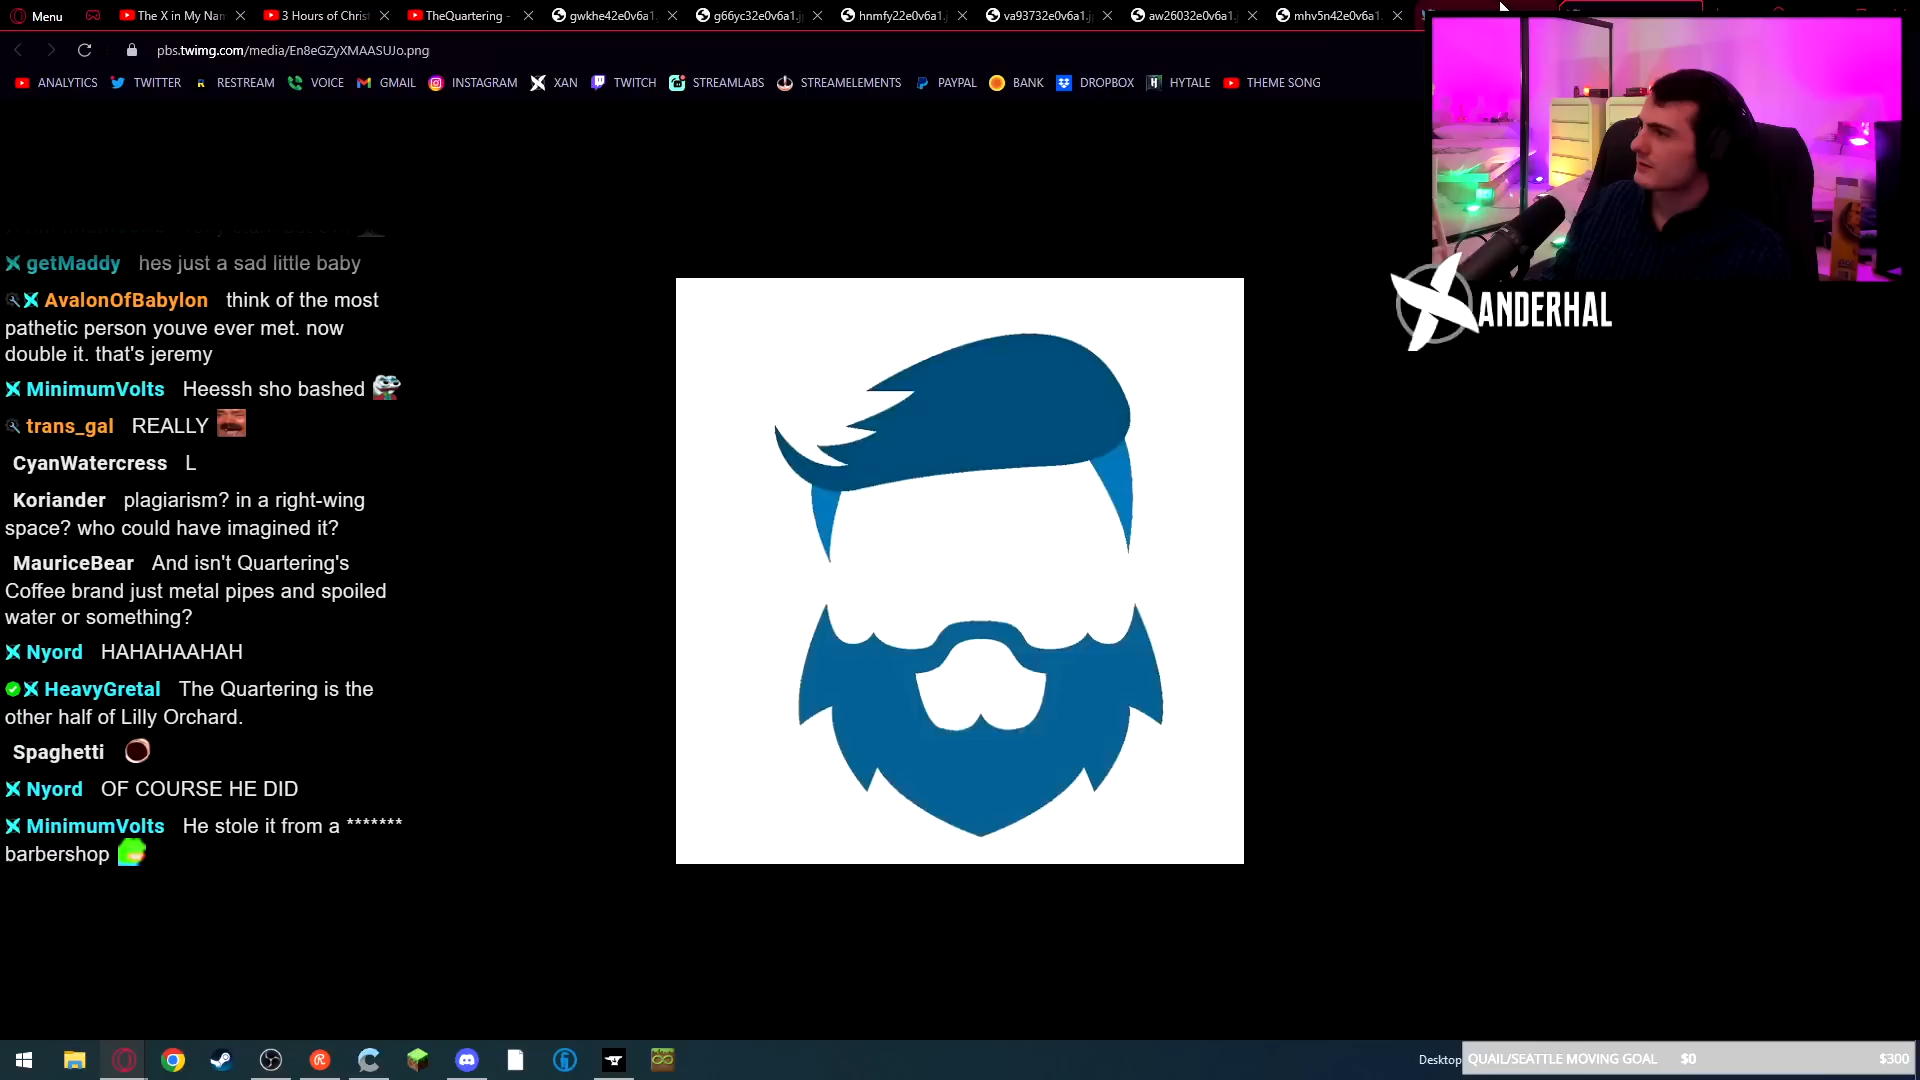 Menu
The X in My Nan
3 Hours of Christ
TheQuartering -
gwkhe42e0v6a1.
g66yc32e0v6a1.j
hnmfy22e0v6a1.j
va93732e0v6a1.j
aw26032e0v6a1.j
mhv5n42e0v6a1.
pbs.twimg.com/media/En8eGZyXMAASUJo.png
ANALYTICS
TWITTER
RESTREAM
VOICE
GMAIL
INSTAGRAM
XAN
TWITCH
STREAMLABS
STREAMELEMENTS
PAYPAL
BANK
DROPBOX
HYTALE
THEME SONG
getMaddy hes just a sad little baby
AvalonOfBabylon think of the most
pathetic person youve ever met. now
double it. that's jeremy
MinimumVolts Heessh sho bashed
trans_gal REALLY
CyanWatercress L
Koriander plagiarism? in a right-wing
space? who could have imagined it?
MauriceBear And isn't Quartering's
Coffee brand just metal pipes and spoiled
water or something?
Nyord HAHAHAAHAH
HeavyGretal The Quartering is the
other half of Lilly Orchard.
Spaghetti
Nyord OF COURSE HE DID
MinimumVolts He stole it from a *******
barbershop
XANDERHAL
Desktop
QUAIL/SEATTLE MOVING GOAL $0 $300